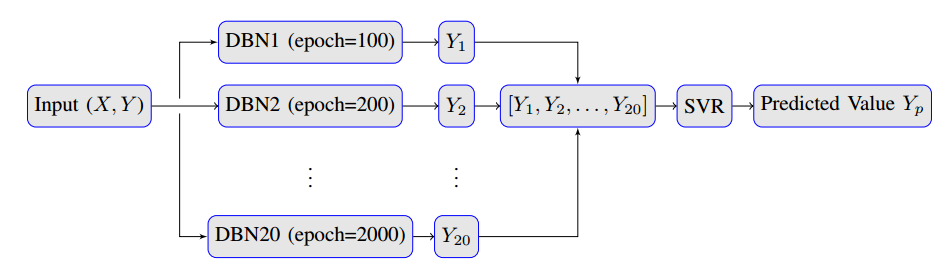 DBN1 (epoch=100)
Y₁
Input (X, Y)
DBN2 (epoch=200)
Y₂
[Y₁, Y₂, . . . , Y₂₀]
SVR
Predicted Value Yₚ
⋮
⋮
DBN20 (epoch=2000)
Y₂₀